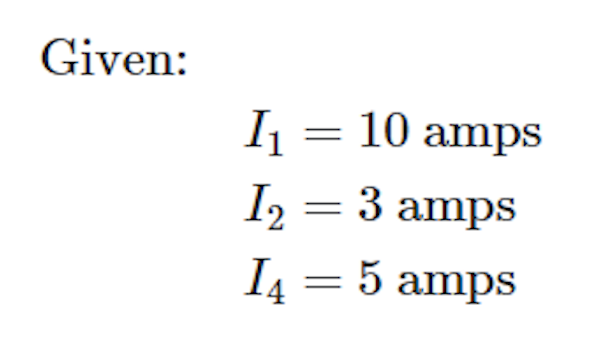 Given:
I₁ = 10 amps
I₂ = 3 amps
I₄ = 5 amps